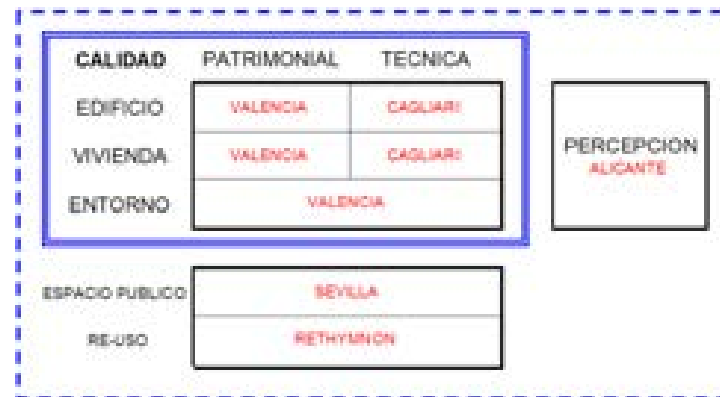 CALIDAD PATRIMONIAL TECNICA
EDIFICIO VALENCIA CAGLIARI
VIVIENDA VALENCIA CAGLIARI
ENTORNO VALENCIA
PERCEPCION
ALICANTE
ESPACIO PUBLICO SEVILLA
RE-USO RETHYMNON